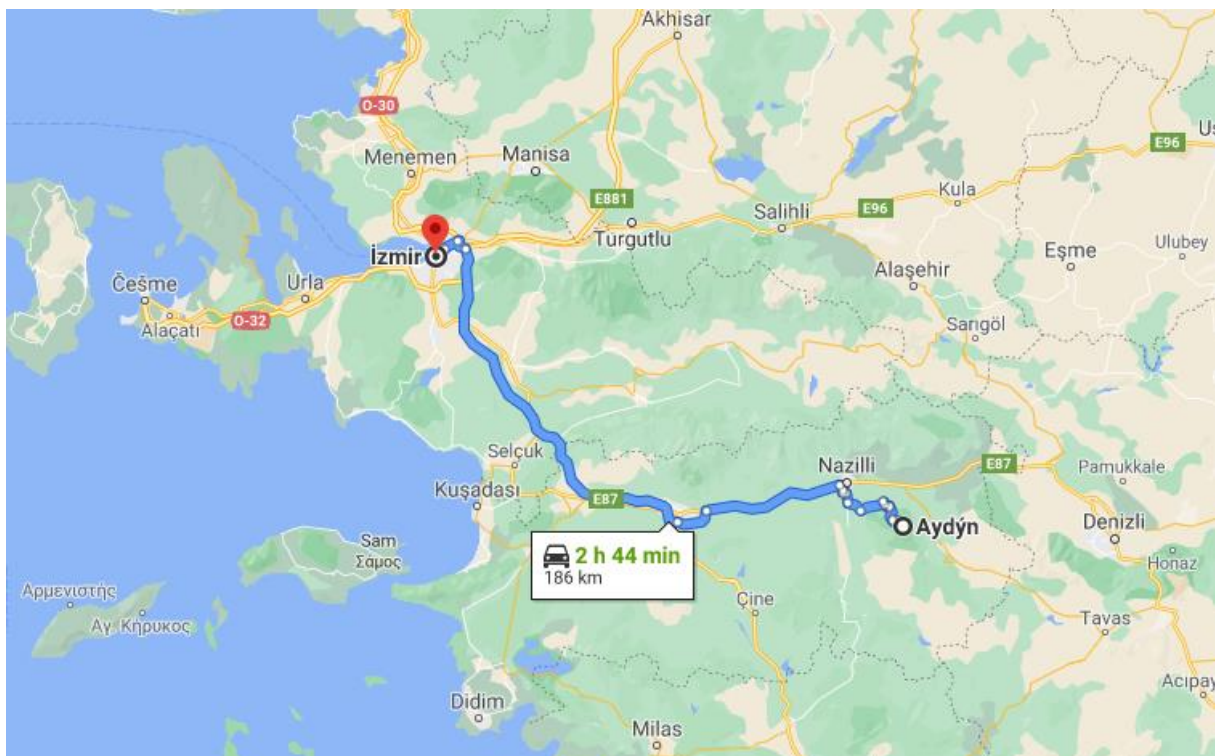 Akhisar
O-30
Menemen
Manisa
E96
Us
E881
Kula
Salihli
E96
Turgutlu
İzmir
Eşme
Ulubey
Alaşehir
Češme
Urla
Alaçatı
O-32
Sarıgöl
Selçuk
Nazilli
E87
Pamukkale
Kuşadası
E87
Aydýn
Denizli
Sam
Σάμος
2 h 44 min
186 km
Honaz
Αρμενιστής
Αγ. Κήρυκος
Çine
Tavas
Acıpay
Didim
Milas